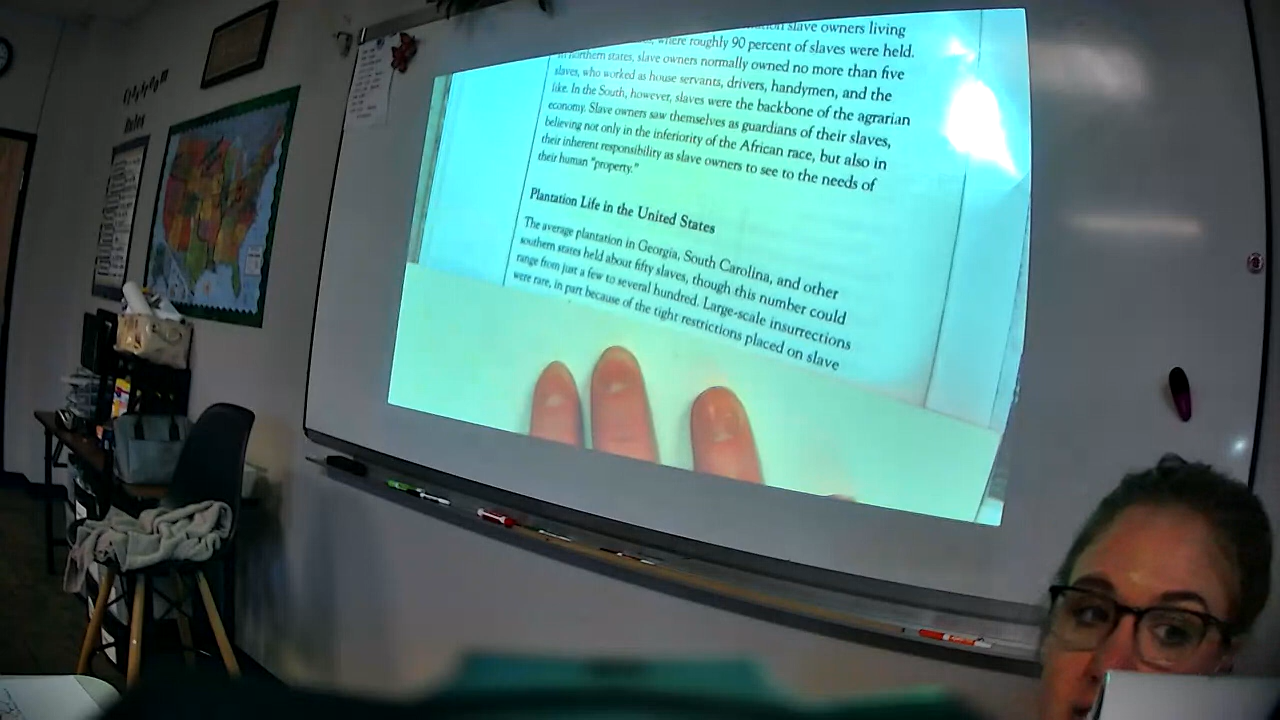 slave owners living
where roughly 90 percent of slaves were held.
northern states, slave owners normally owned no more than five
slaves, who worked as house servants, drivers, handymen, and the
like. In the South, however, slaves were the backbone of the agrarian
economy. Slave owners saw themselves as guardians of their slaves,
believing not only in the inferiority of the African race, but also in
their inherent responsibility as slave owners to see to the needs of
their human "property."
Plantation Life in the United States
The average plantation in Georgia, South Carolina, and other
southern states held about fifty slaves, though this number could
range from just a few to several hundred. Large-scale insurrections
were rare, in part because of the tight restrictions placed on slave
Rules